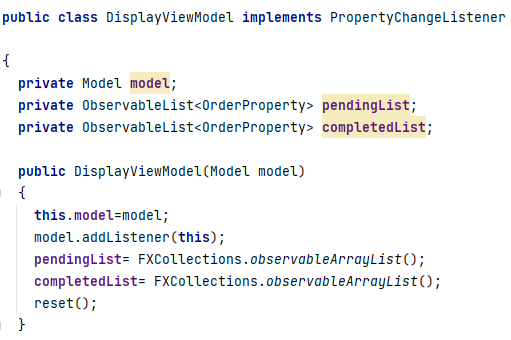 public class DisplayViewModel implements PropertyChangeListener
{
private Model model;
private ObservableList<OrderProperty> pendingList;
private ObservableList<OrderProperty> completedList;
public DisplayViewModel(Model model)
{
this.model=model;
model.addListener(this);
pendingList= FXCollections.observableArrayList();
completedList= FXCollections.observableArrayList();
reset();
}